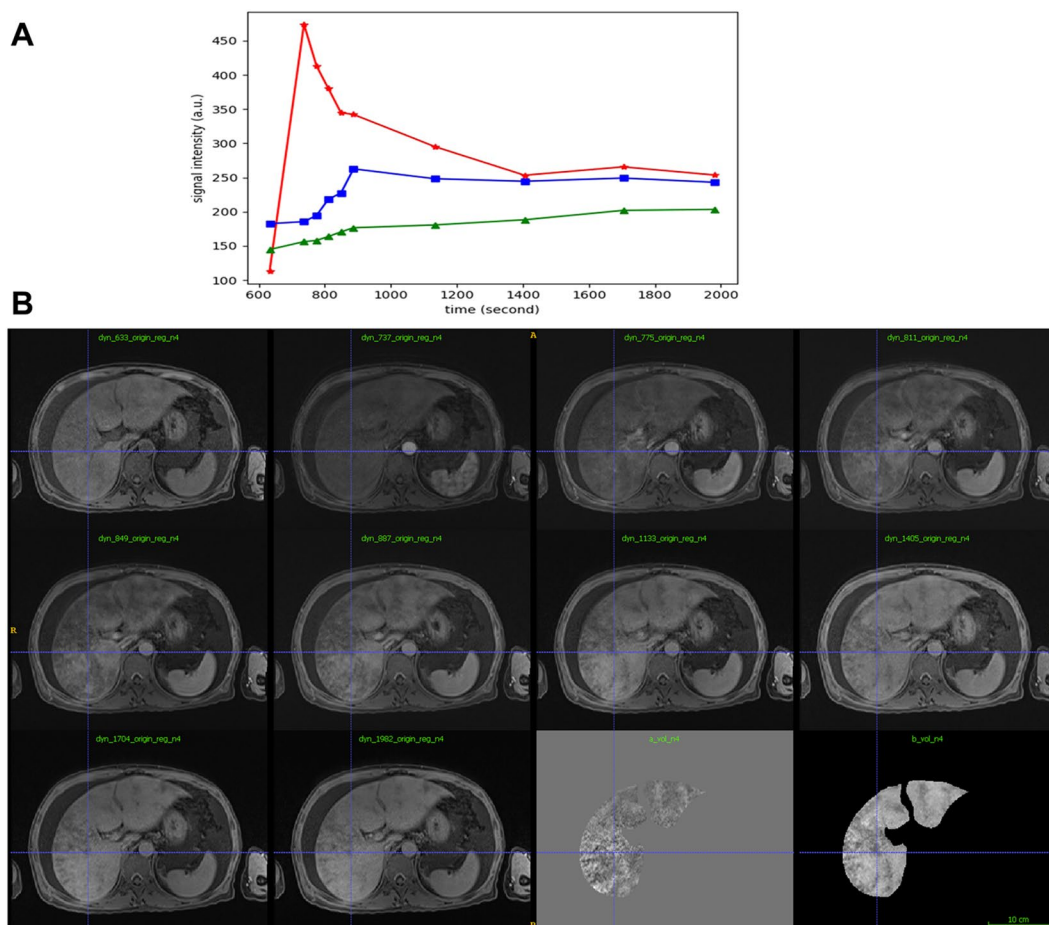 A
signal intensity (a.u.)
450
400
350
300
250
200
150
100
600 800 1000 1200 1400 1600 1800 2000
time (second)
B
dyn_633_origin_reg_n4 dyn_737_origin_reg_n4 A dyn_775_origin_reg_n4 dyn_811_origin_reg_n4
dyn_849_origin_reg_n4 dyn_887_origin_reg_n4 dyn_1133_origin_reg_n4 dyn_1405_origin_reg_n4
R
dyn_1704_origin_reg_n4 dyn_1982_origin_reg_n4 a_vol_n4 b_vol_n4
10 cm